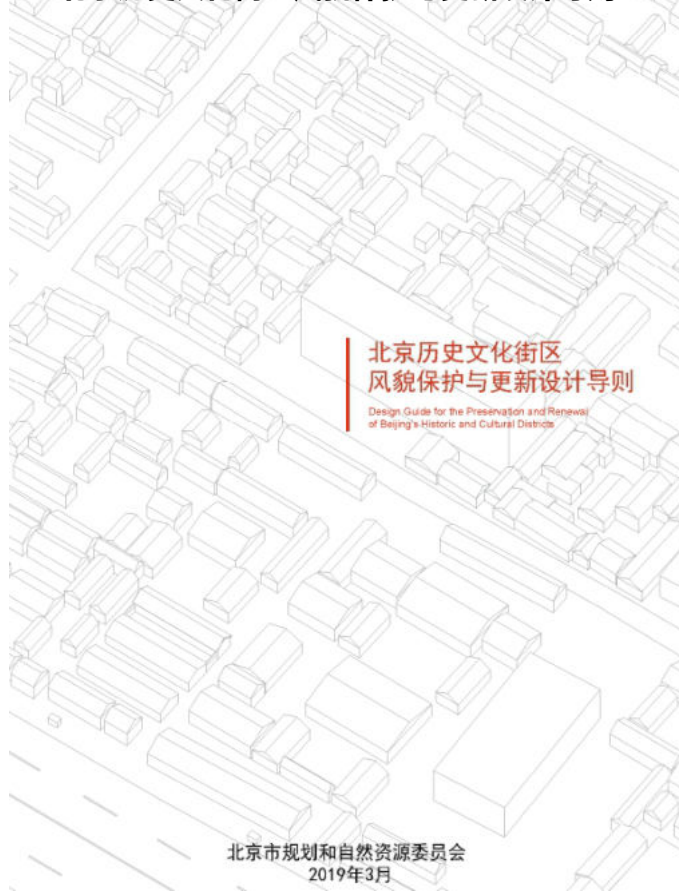 北京历史文化街区
风貌保护与更新设计导则
Design Guide for the Preservation and Renewal
of Beijing's Historic and Cultural Districts
北京市规划和自然资源委员会
2019年3月